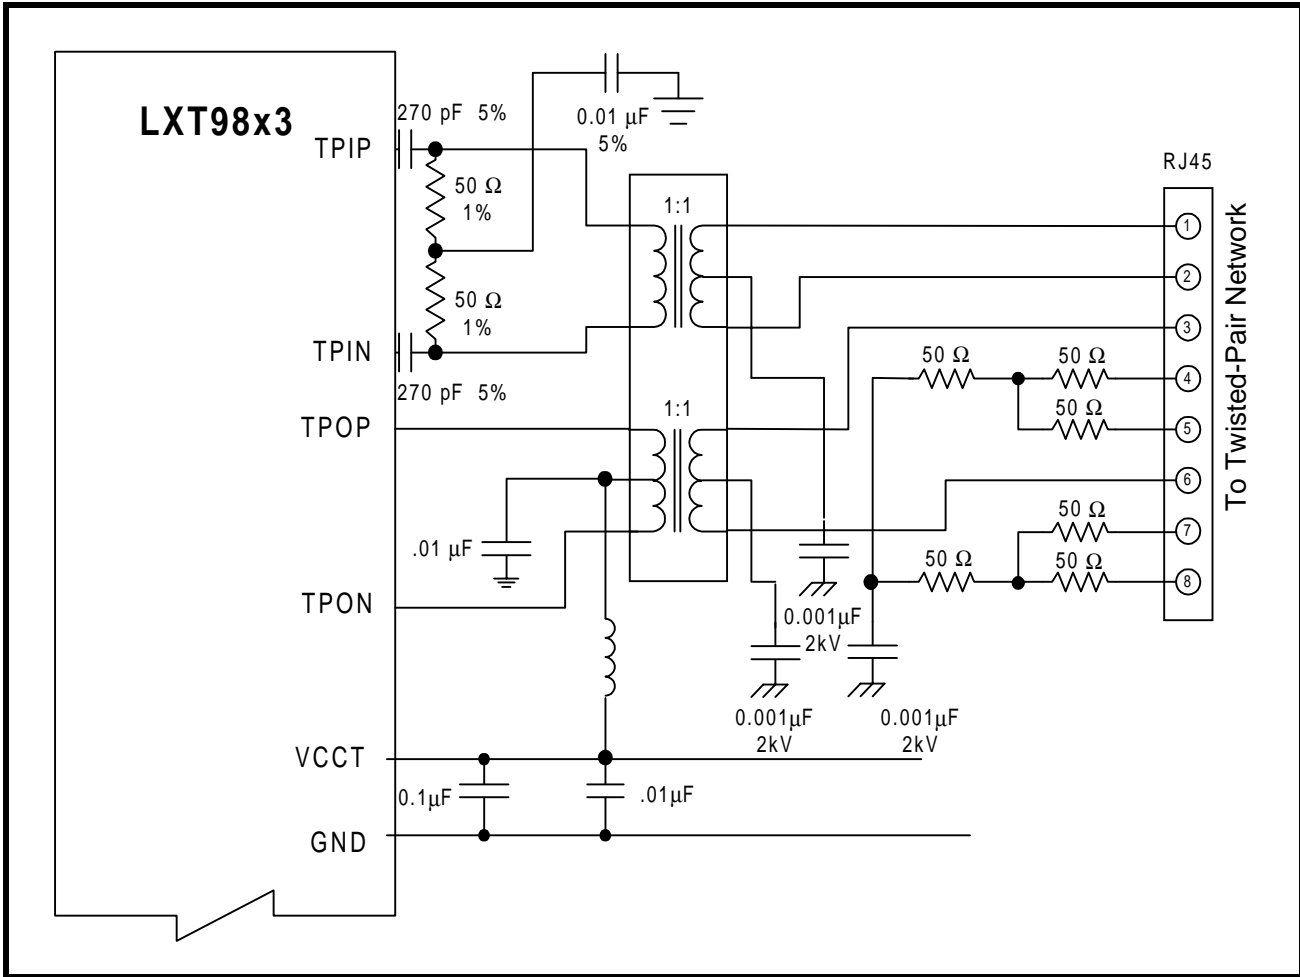 LXT98x3
270 pF 5%
0.01 μF
5%
TPIP
50 Ω
1%
50 Ω
1%
TPIN
270 pF 5%
1:1
RJ45
1
2
3
50 Ω
50 Ω
4
50 Ω
5
6
50 Ω
7
50 Ω
50 Ω
8
To Twisted-Pair Network
TPOP
1:1
.01 μF
TPON
0.001μF
2kV
0.001μF
2kV
0.001μF
2kV
VCCT
0.1μF
.01μF
GND